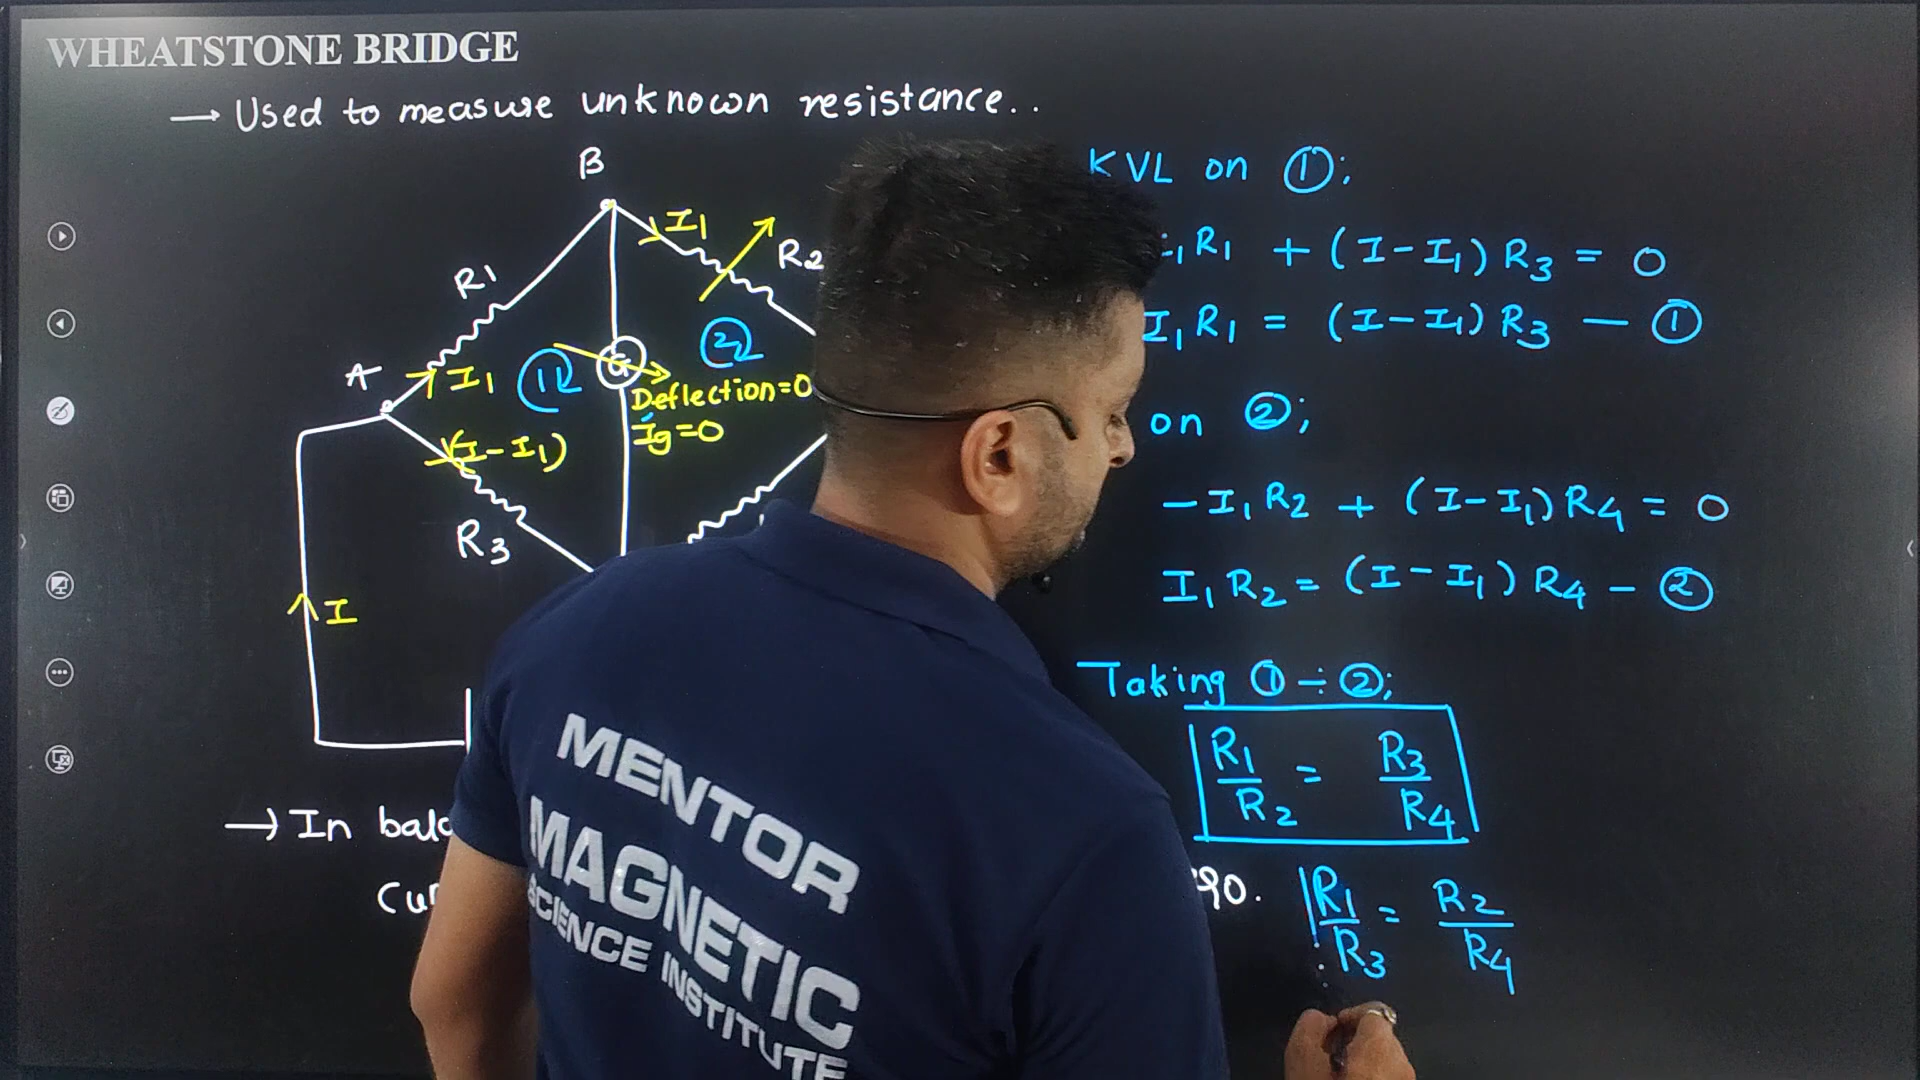 WHEATSTONE BRIDGE
→ Used to measure unknown resistance..
B
I1
R2
R1
A
I1
1
2
G
Deflection=0
Ig=0
(I-I1)
R3
I
→ In
KVL on ①;
R1 + (I-I1) R3 = 0
I1 R1 = (I-I1) R3 — ①
on ②;
-I1 R2 + (I-I1) R4 = 0
I1 R2 = (I-I1) R4 - ②
Taking ① ÷ ②;
R1/R2 = R3/R4
R1/R3 = R2/R4
MENTOR
MAGNETIC
SCIENCE INSTITUTE